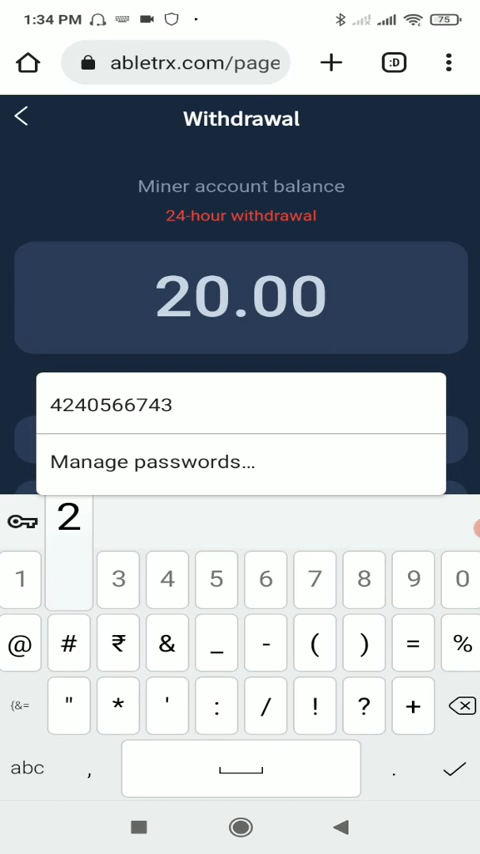 1:34 PM
75
abletrx.com/page
:D
Withdrawal
Miner account balance
24-hour withdrawal
20.00
4240566743
Manage passwords...
2
1 3 4 5 6 7 8 9 0
@ # ₹ & _ - ( ) = %
{&= " * ' : / ! ? +
abc , .